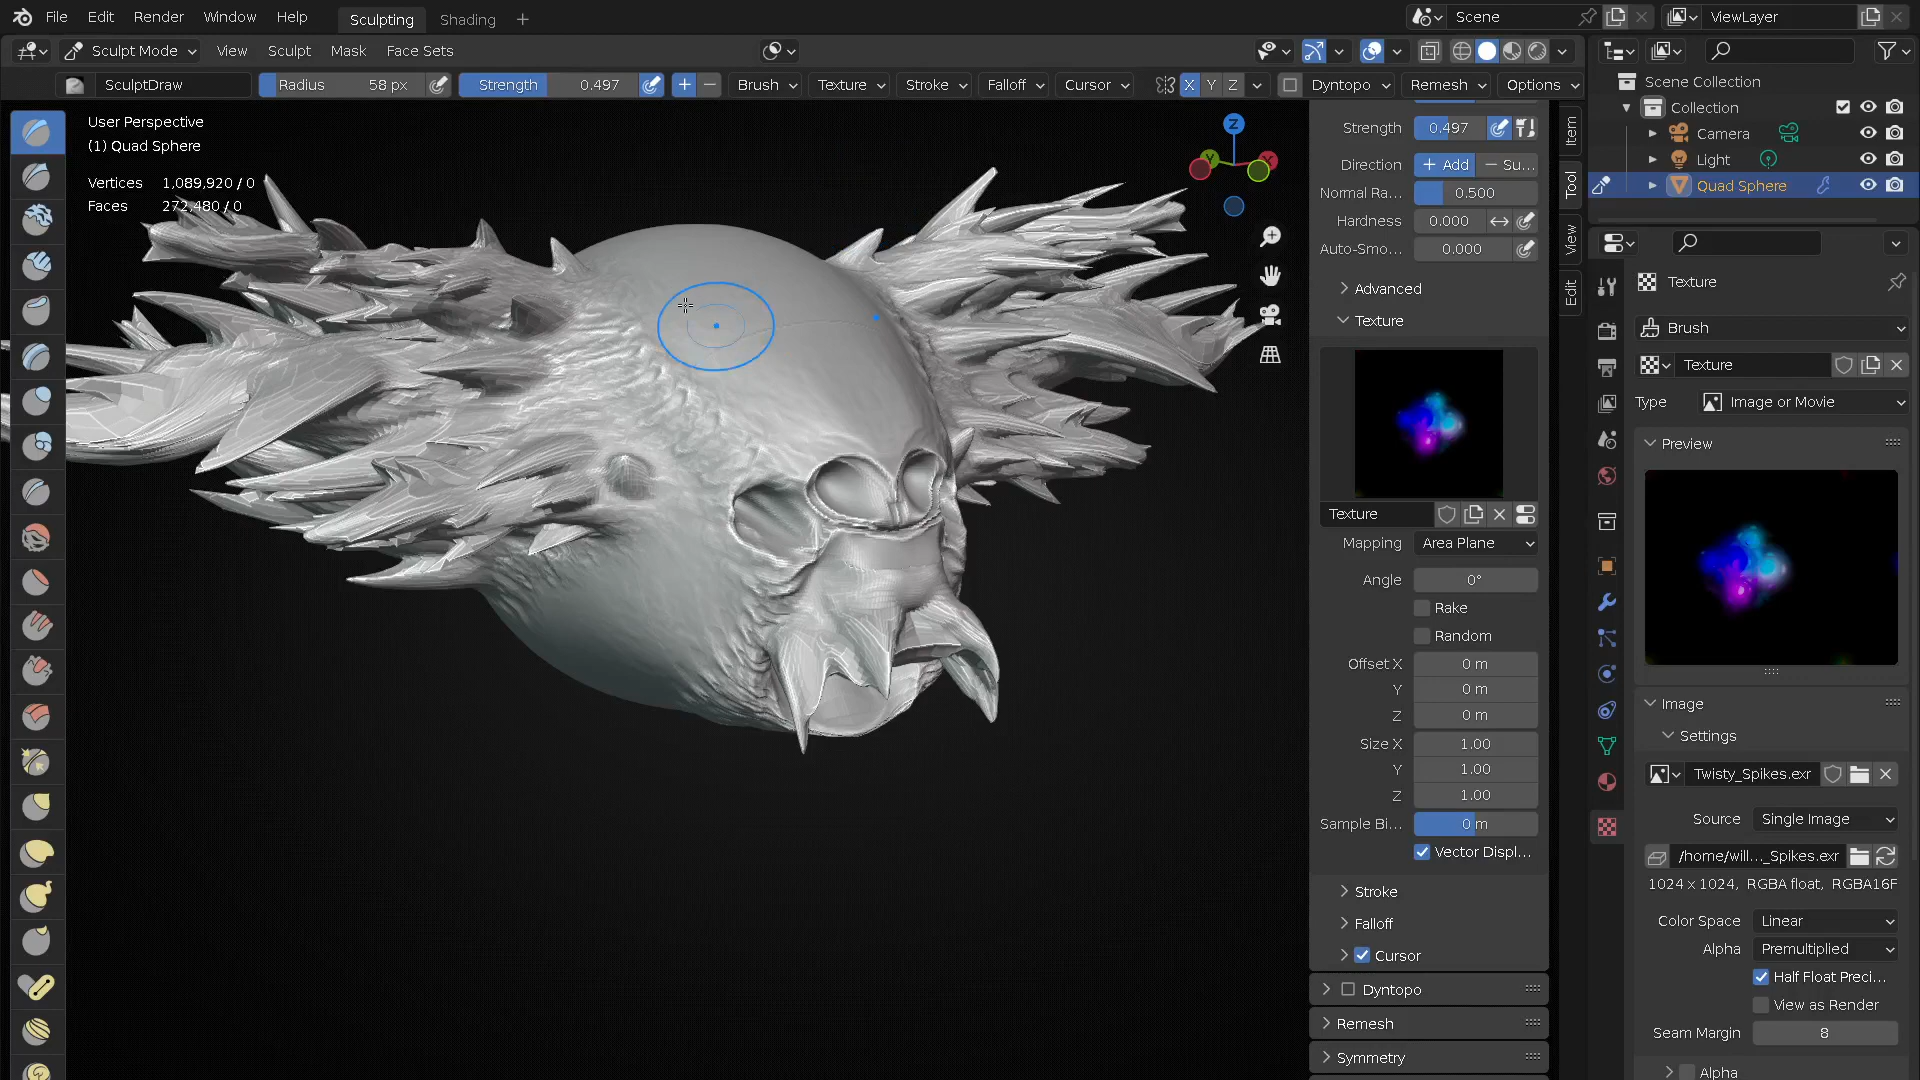 File Edit Render Window Help Sculpting Shading + Scene ViewLayer
Sculpt Mode View Sculpt Mask Face Sets
SculptDraw Radius 58 px Strength 0.497 Brush Texture Stroke Falloff Cursor X Y Z Dyntopo Remesh Options
User Perspective
(1) Quad Sphere
Vertices 1,089,920 / 0
Faces 272,480 / 0
Z
Y
X
Strength 0.497
Direction + Add − Su...
Normal Ra... 0.500
Hardness 0.000
Auto-Smo... 0.000
Advanced
Texture
Texture
Mapping Area Plane
Angle 0°
Rake
Random
Offset X 0 m
Y 0 m
Z 0 m
Size X 1.00
Y 1.00
Z 1.00
Sample Bi... 0 m
Vector Displ...
Stroke
Falloff
Cursor
Dyntopo
Remesh
Symmetry
Item
Tool
View
Edit
Scene Collection
Collection
Camera
Light
Quad Sphere
Texture
Brush
Texture
Type Image or Movie
Preview
Image
Settings
Twisty_Spikes.exr
Source Single Image
/home/will..._Spikes.exr
1024 x 1024, RGBA float, RGBA16F
Color Space Linear
Alpha Premultiplied
Half Float Preci...
View as Render
Seam Margin 8
Alpha